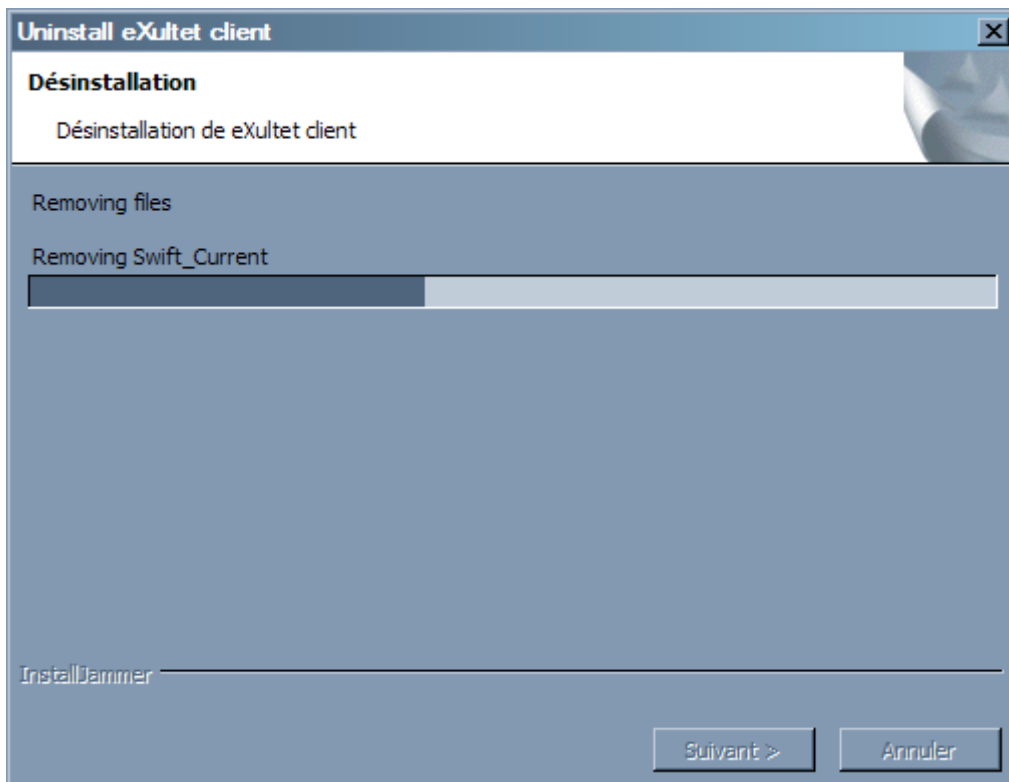 Uninstall eXultet client
Désinstallation
Désinstallation de eXultet client
Removing files
Removing Swift_Current
InstallJammer
Suivant >
Annuler